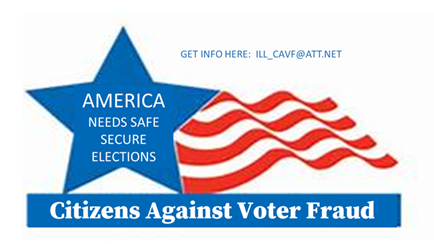 GET INFO HERE: ILL_CAVF@ATT.NET
AMERICA
NEEDS SAFE
SECURE
ELECTIONS
Citizens Against Voter Fraud